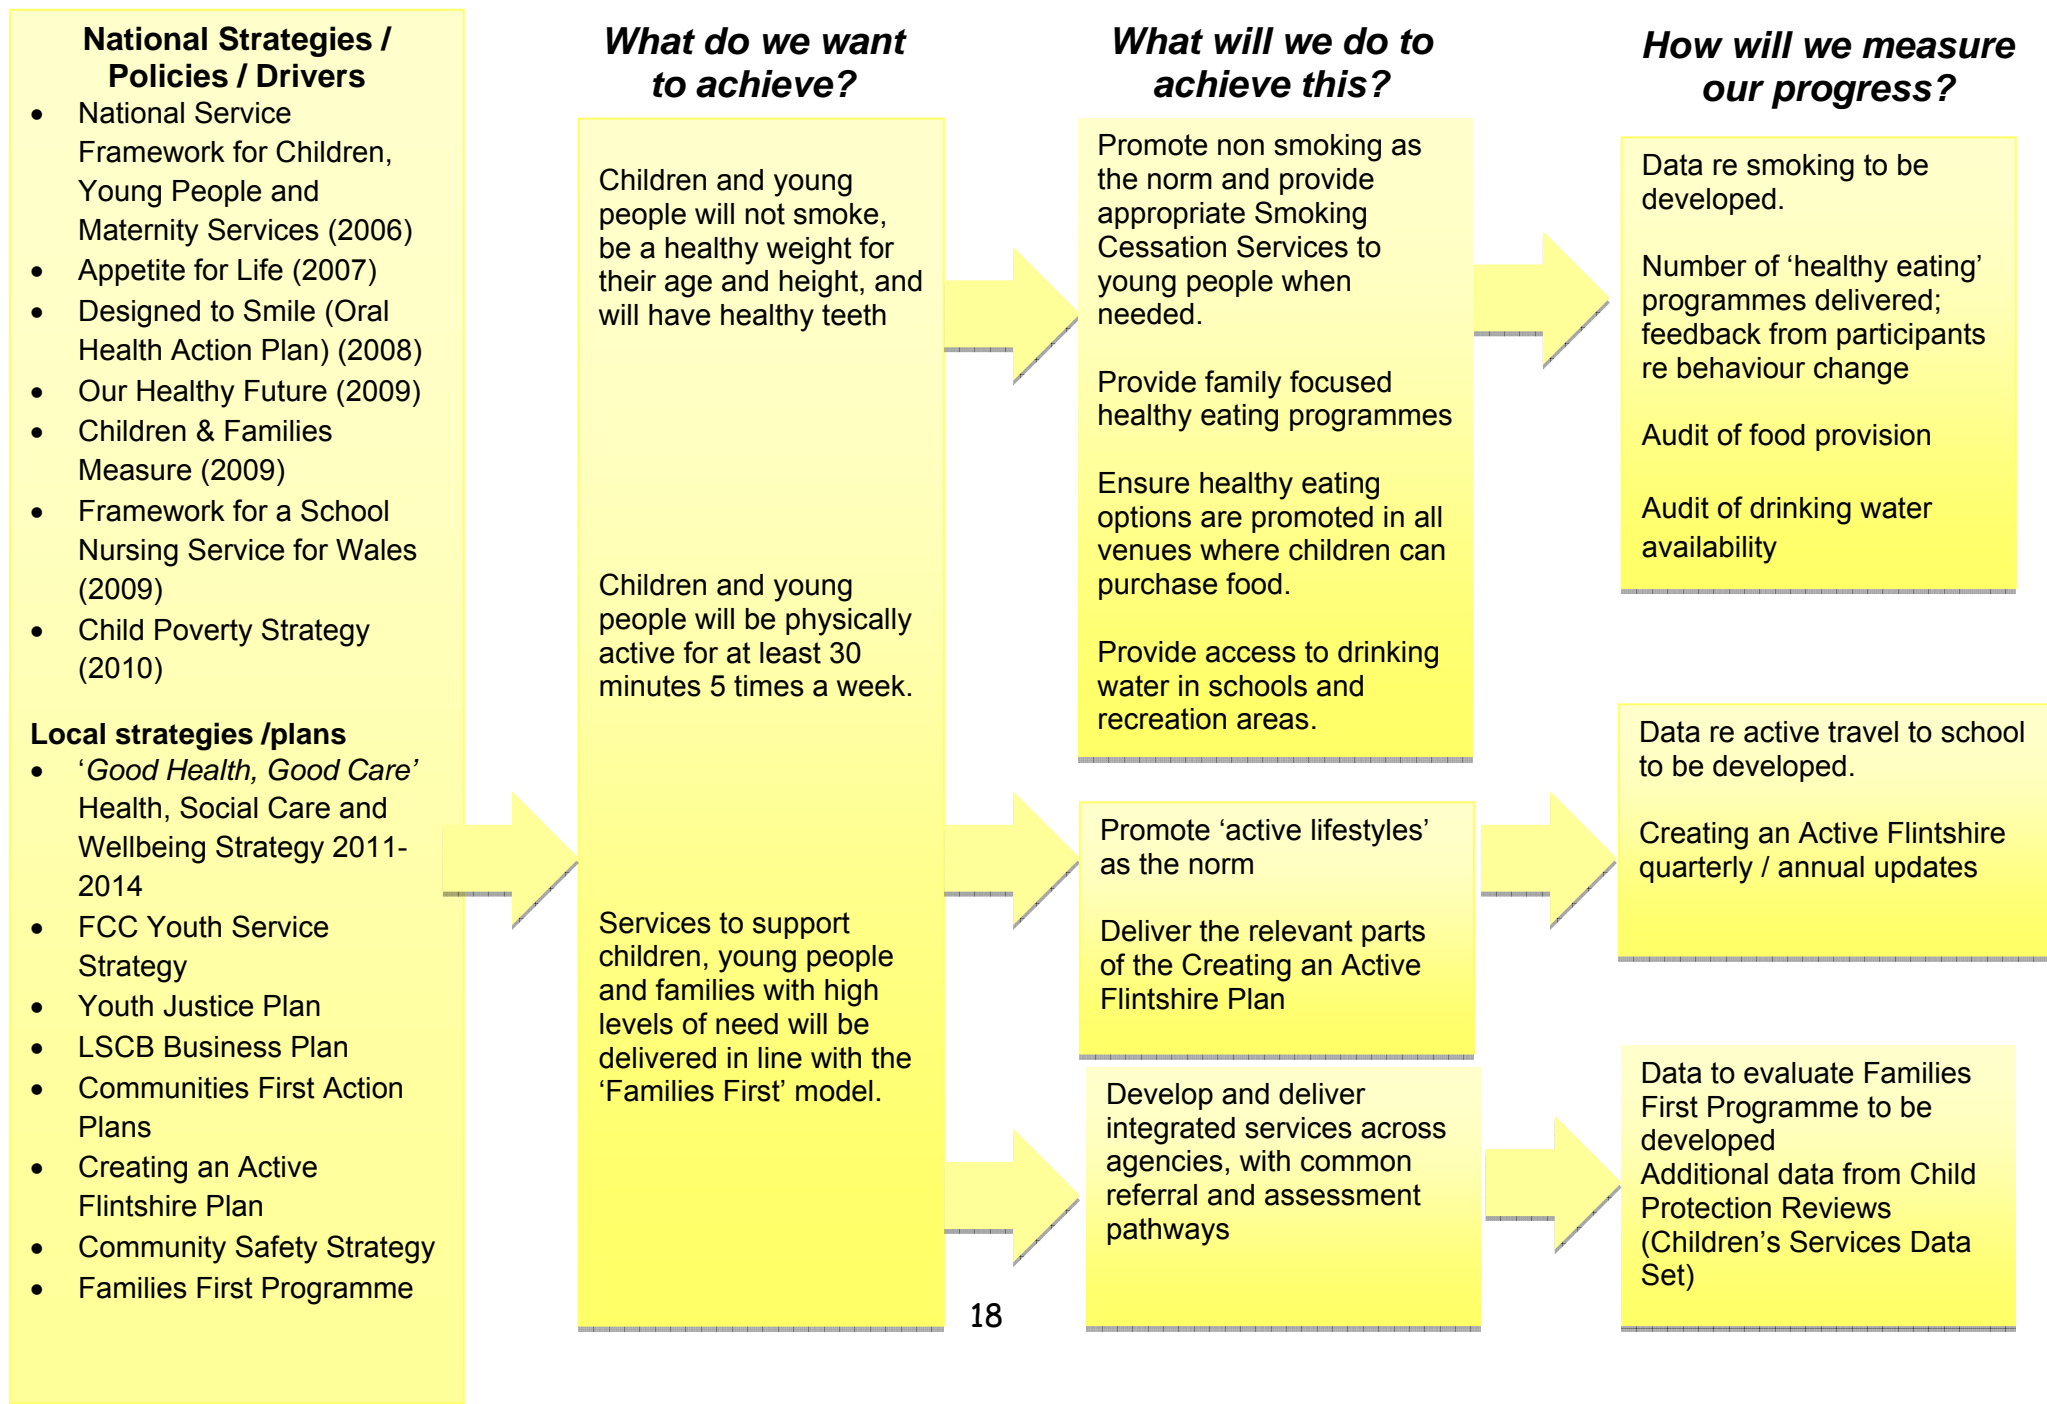 National Strategies /
Policies / Drivers
• National Service
Framework for Children,
Young People and
Maternity Services (2006)
• Appetite for Life (2007)
• Designed to Smile (Oral
Health Action Plan) (2008)
• Our Healthy Future (2009)
• Children & Families
Measure (2009)
• Framework for a School
Nursing Service for Wales
(2009)
• Child Poverty Strategy
(2010)
Local strategies /plans
• ‘Good Health, Good Care’
Health, Social Care and
Wellbeing Strategy 2011-
2014
• FCC Youth Service
Strategy
• Youth Justice Plan
• LSCB Business Plan
• Communities First Action
Plans
• Creating an Active
Flintshire Plan
• Community Safety Strategy
• Families First Programme
What do we want
to achieve?
Children and young
people will not smoke,
be a healthy weight for
their age and height, and
will have healthy teeth
Children and young
people will be physically
active for at least 30
minutes 5 times a week.
Services to support
children, young people
and families with high
levels of need will be
delivered in line with the
‘Families First’ model.
What will we do to
achieve this?
Promote non smoking as
the norm and provide
appropriate Smoking
Cessation Services to
young people when
needed.
Provide family focused
healthy eating programmes
Ensure healthy eating
options are promoted in all
venues where children can
purchase food.
Provide access to drinking
water in schools and
recreation areas.
Promote ‘active lifestyles’
as the norm
Deliver the relevant parts
of the Creating an Active
Flintshire Plan
Develop and deliver
integrated services across
agencies, with common
referral and assessment
pathways
How will we measure
our progress?
Data re smoking to be
developed.
Number of ‘healthy eating’
programmes delivered;
feedback from participants
re behaviour change
Audit of food provision
Audit of drinking water
availability
Data re active travel to school
to be developed.
Creating an Active Flintshire
quarterly / annual updates
Data to evaluate Families
First Programme to be
developed
Additional data from Child
Protection Reviews
(Children’s Services Data
Set)
18